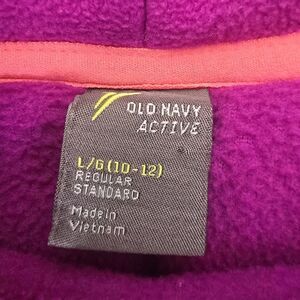 OLD NAVY
ACTIVE
L/G (10-12)
REGULAR
STANDARD
Made in
Vietnam